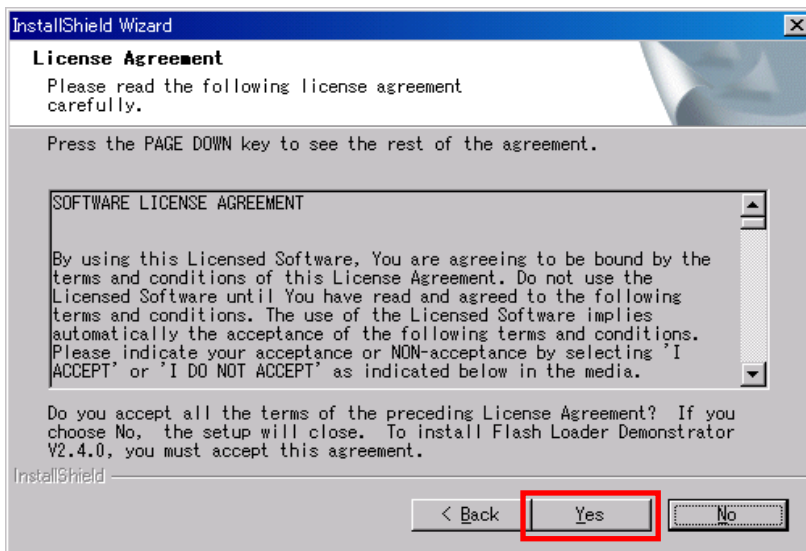 InstallShield Wizard
License Agreement
Please read the following license agreement
carefully.
Press the PAGE DOWN key to see the rest of the agreement.
SOFTWARE LICENSE AGREEMENT
By using this Licensed Software, You are agreeing to be bound by the
terms and conditions of this License Agreement. Do not use the
Licensed Software until You have read and agreed to the following
terms and conditions. The use of the Licensed Software implies
automatically the acceptance of the following terms and conditions.
Please indicate your acceptance or NON-acceptance by selecting 'I
ACCEPT' or 'I DO NOT ACCEPT' as indicated below in the media.
Do you accept all the terms of the preceding License Agreement?  If you
choose No,  the setup will close.  To install Flash Loader Demonstrator
V2.4.0, you must accept this agreement.
InstallShield
< Back Yes No